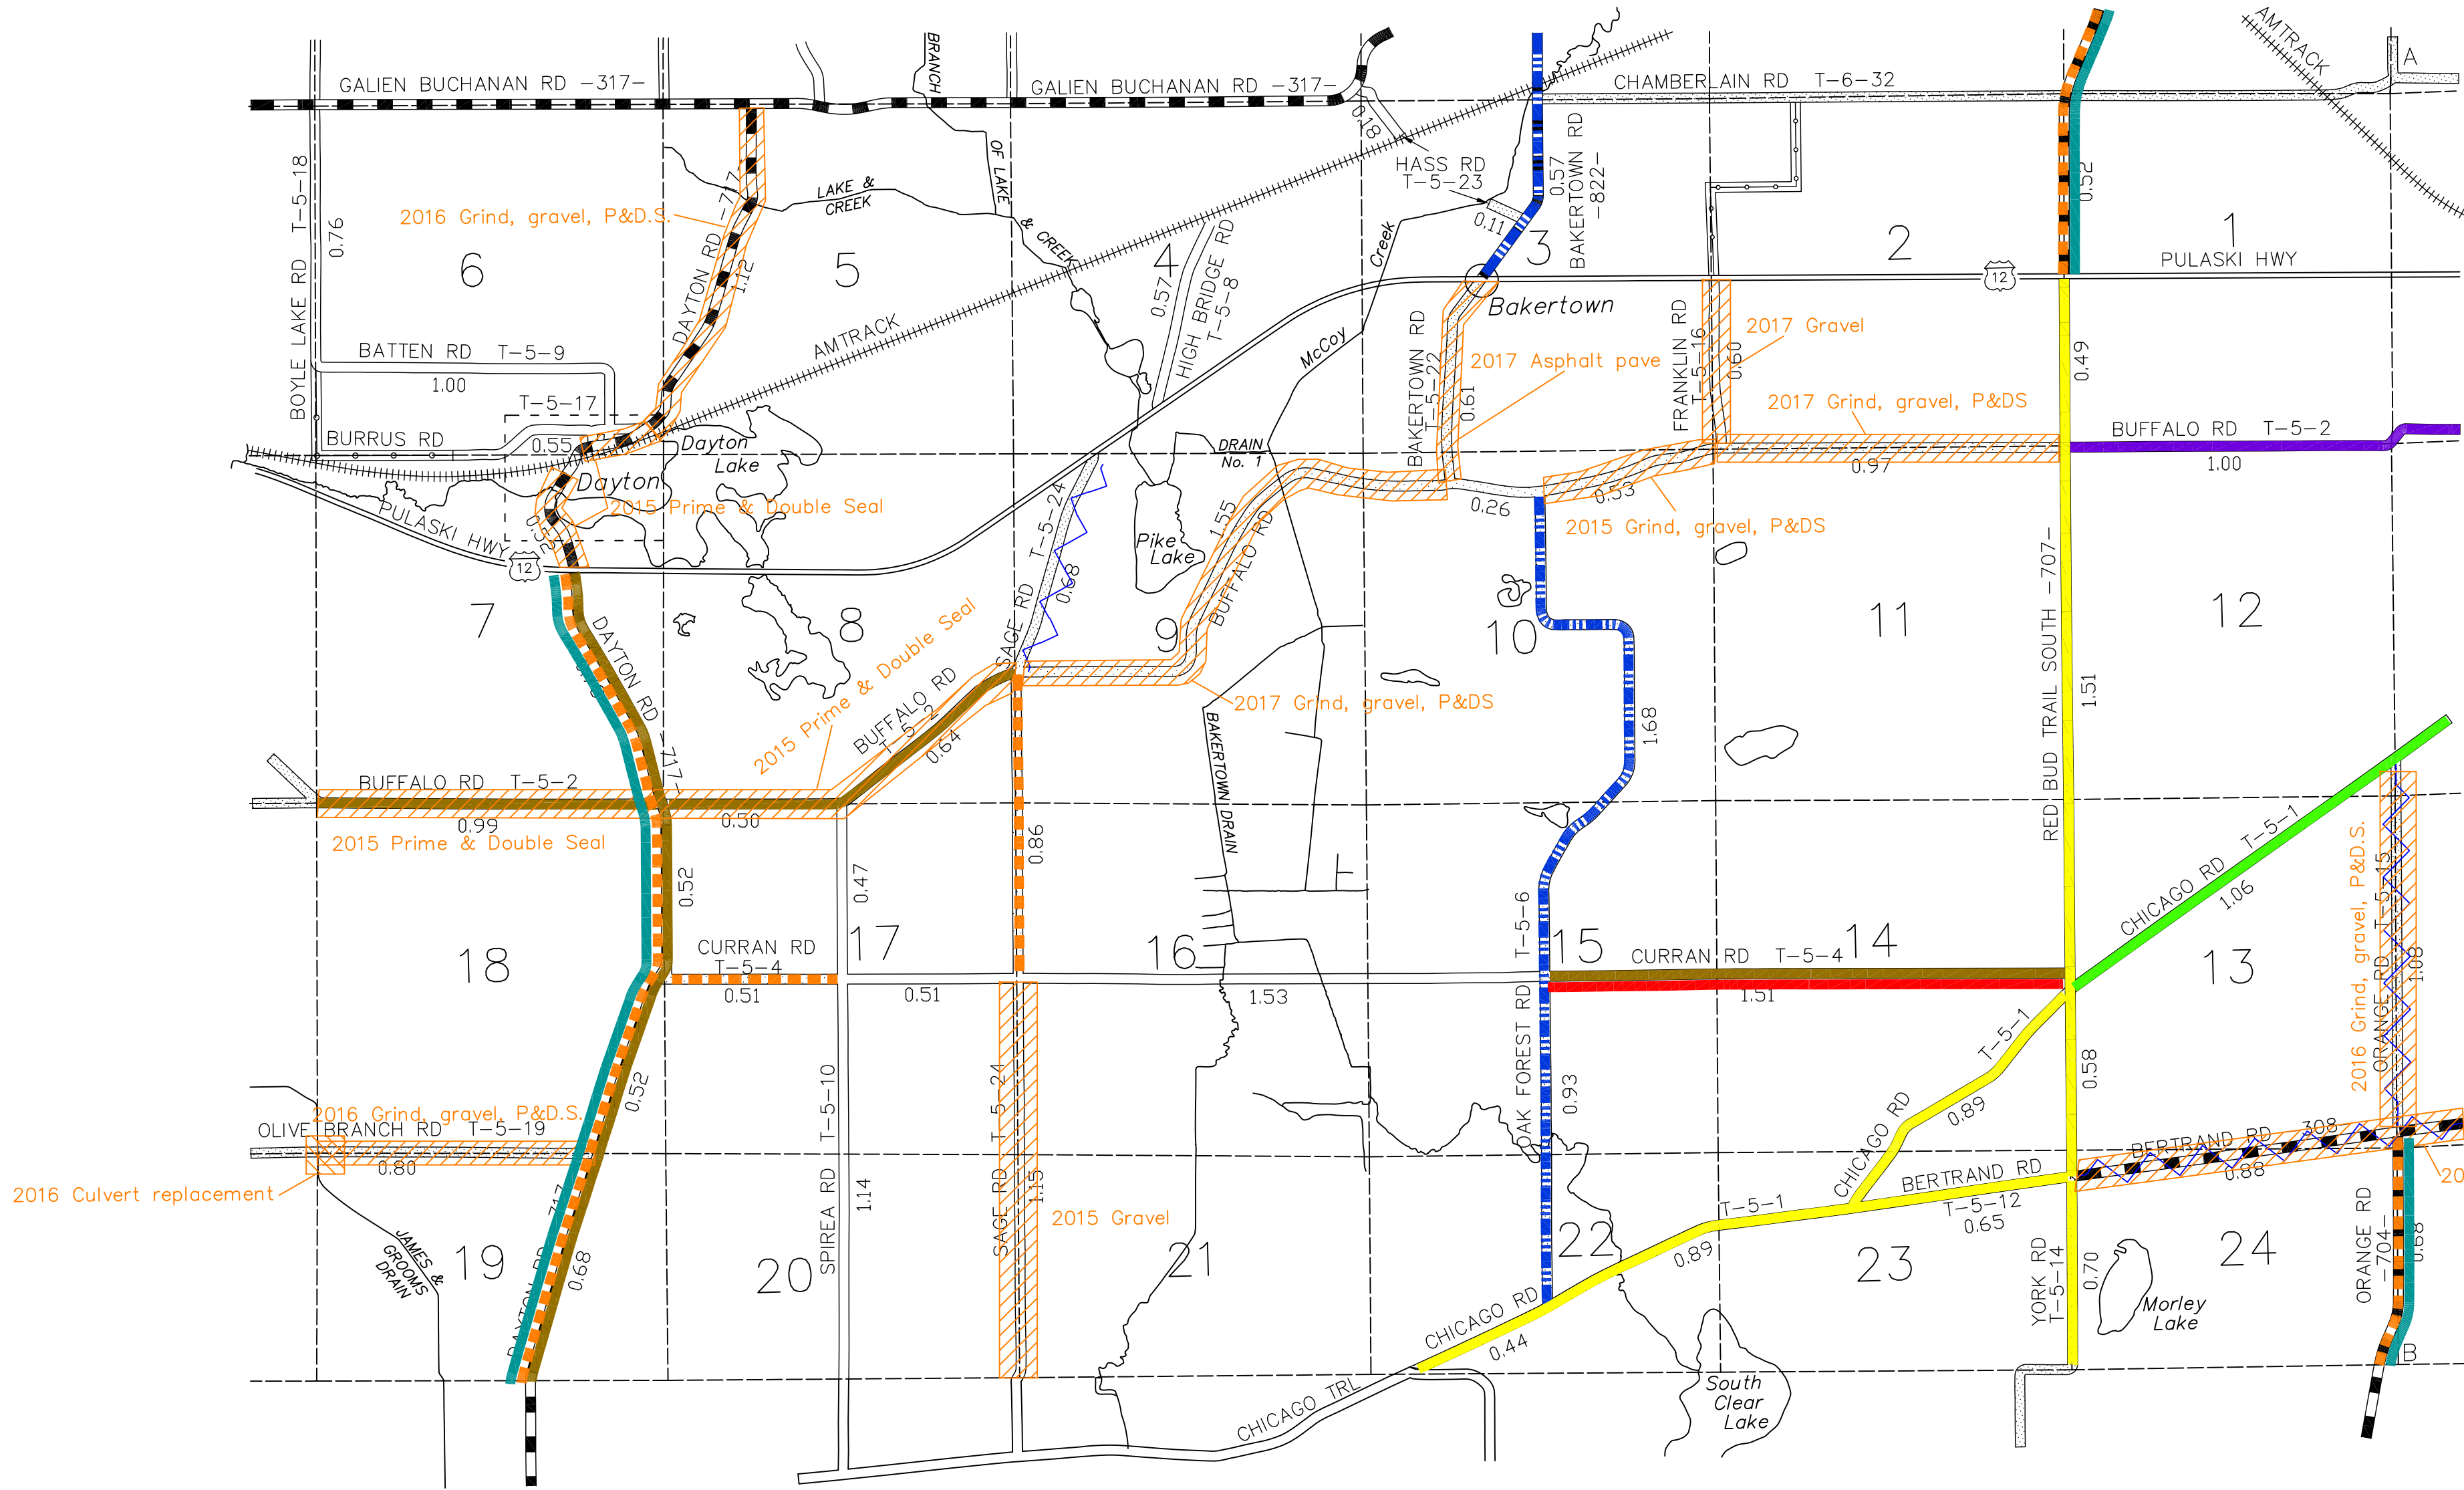 AMTRACK
A
GALIEN BUCHANAN RD -317-
BRANCH
GALIEN BUCHANAN RD -317-
CHAMBERLAIN RD T-6-32
0.18
BOYLE LAKE RD T-5-18
0.76
HASS RD
T-5-23
0.11
0.57
BAKERTOWN RD
-822-
0.52
OF LAKE
& CREEK
LAKE &
CREEK
2016 Grind, gravel, P&D.S.
DAYTON RD -717-
1.12
6
5
4
3
2
1
PULASKI HWY
12
Creek
McCoy
0.57
HIGH BRIDGE RD
T-5-8
AMTRACK
Bakertown
BATTEN RD T-5-9
1.00
T-5-17
BURRUS RD
0.55
Dayton
Lake
Dayton
2015 Prime & Double Seal
BAKERTOWN RD
T-5-22
0.61
2017 Asphalt pave
FRANKLIN RD
T-5-16
0.60
2017 Gravel
2017 Grind, gravel, P&DS
0.97
0.49
BUFFALO RD T-5-2
1.00
DRAIN
No. 1
0.26
0.53
2015 Grind, gravel, P&DS
PULASKI HWY
12
Pike
Lake
1.55
BUFFALO RD
SAGE RD T-5-24
0.68
7
8
9
10
11
12
DAYTON RD -717-
2015 Prime & Double Seal
BUFFALO RD
T-5-2
0.64
2017 Grind, gravel, P&DS
BAKERTOWN DRAIN
1.68
RED BUD TRAIL SOUTH -707-
1.51
BUFFALO RD T-5-2
0.99
0.50
2015 Prime & Double Seal
0.52
0.47
0.86
CHICAGO RD T-5-1
1.06
2016 Grind, gravel, P&D.S.
ORANGE RD T-5-15
1.08
18
17
16
15
14
13
CURRAN RD
T-5-4
0.51
0.51
1.53
CURRAN RD T-5-4
1.51
OAK FOREST RD T-5-6
0.93
0.52
T-5-1
CHICAGO RD
0.89
0.58
2016 Grind, gravel, P&D.S.
OLIVE BRANCH RD T-5-19
0.80
2016 Culvert replacement
BERTRAND RD 308
0.88
20
SPIREA RD T-5-10
1.14
SAGE RD T-5-24
1.15
2015 Gravel
T-5-1
BERTRAND RD
T-5-12
0.65
DAYTON RD 717
0.68
JAMES &
GROOMS
DRAIN
19
20
21
22
23
24
0.89
YORK RD
T-5-14
0.70
Morley
Lake
ORANGE RD
-704-
0.68
CHICAGO RD
0.44
B
South
Clear
Lake
CHICAGO TRL